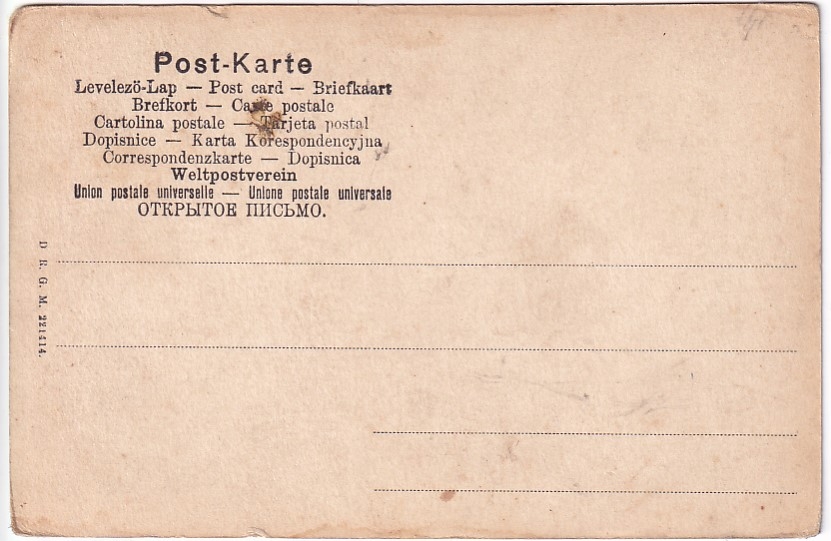 Post-Karte
Levelezö-Lap — Post card — Briefkaart
Brefkort — Carte postale
Cartolina postale — Tarjeta postal
Dopisnice — Karta Korespondencyjna
Correspondenzkarte — Dopisnica
Weltpostverein
Union postale universelle — Unione postale universale
ОТКРЫТОЕ ПИСЬМО.
D. R. G. M. 221414.